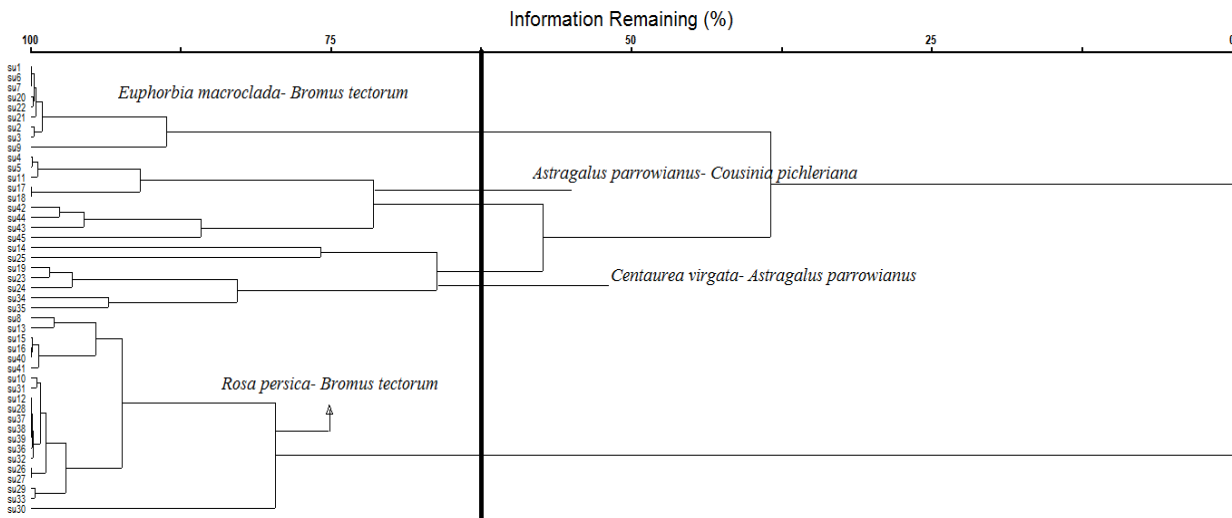 Information Remaining (%)
100 75 50 25 0
su1
su6
su7
su20
su22
su21
su2
su3
su9
su4
su5
su11
su17
su18
su42
su44
su43
su45
su14
su25
su19
su23
su24
su34
su35
su8
su13
su15
su16
su40
su41
su10
su31
su12
su28
su37
su38
su39
su36
su32
su26
su27
su29
su33
su30
Euphorbia macroclada- Bromus tectorum
Astragalus parrowianus- Cousinia pichleriana
Centaurea virgata- Astragalus parrowianus
Rosa persica- Bromus tectorum